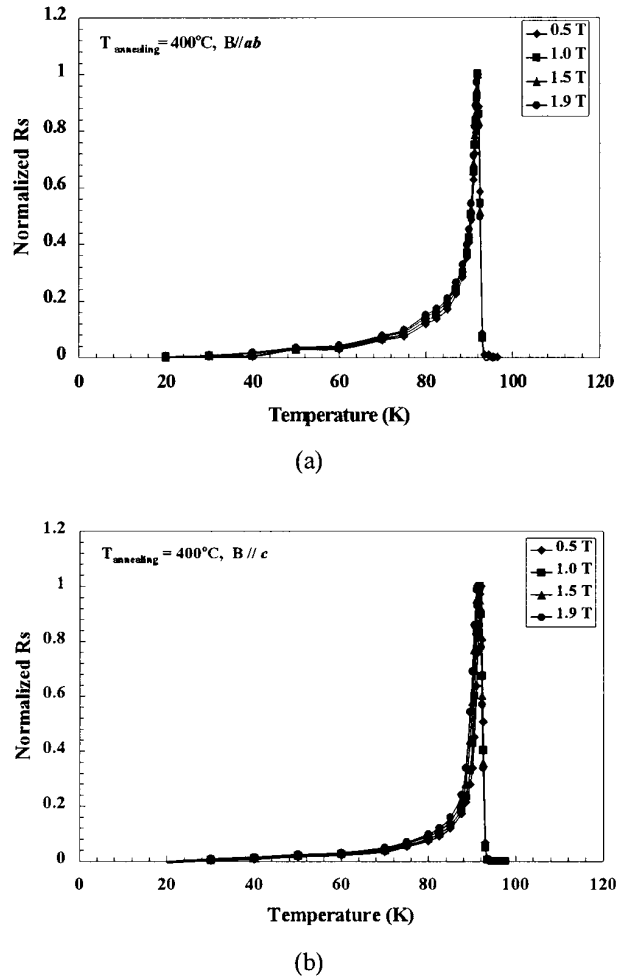 1.2
T annealing = 400°C, B//ab
0.5 T
1.0 T
1.5 T
1.9 T
1
0.8
0.6
0.4
0.2
0
Normalized Rs
0 20 40 60 80 100 120
Temperature (K)
(a)
1.2
T annealing = 400°C, B // c
0.5 T
1.0 T
1.5 T
1.9 T
1
0.8
0.6
0.4
0.2
0
Normalized Rs
0 20 40 60 80 100 120
Temperature (K)
(b)